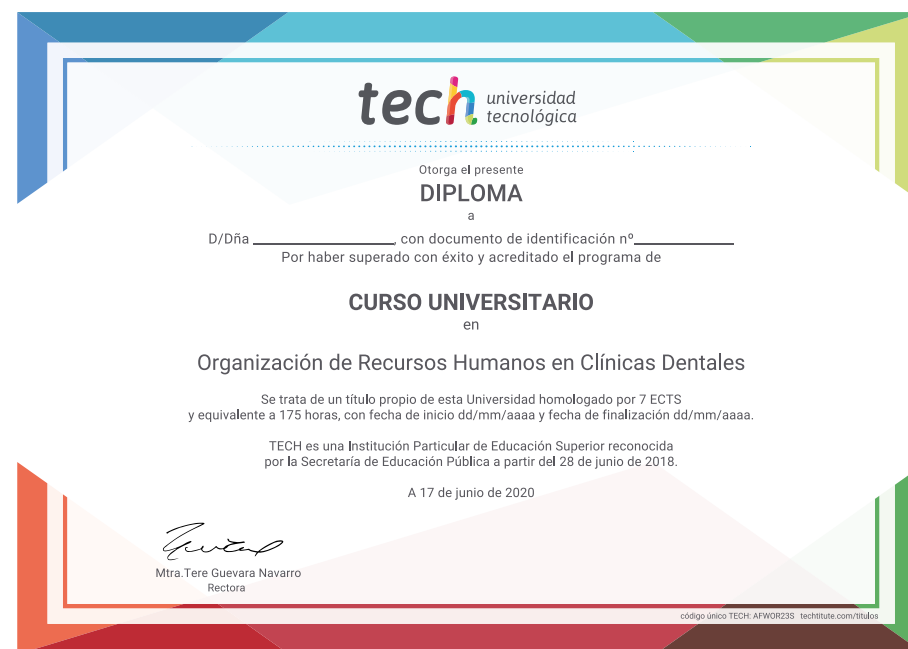 tech universidad
tecnológica
Otorga el presente
DIPLOMA
a
D/Dña ____________________, con documento de identificación nº______________
Por haber superado con éxito y acreditado el programa de
CURSO UNIVERSITARIO
en
Organización de Recursos Humanos en Clínicas Dentales
Se trata de un título propio de esta Universidad homologado por 7 ECTS
y equivalente a 175 horas, con fecha de inicio dd/mm/aaaa y fecha de finalización dd/mm/aaaa.
TECH es una Institución Particular de Educación Superior reconocida
por la Secretaría de Educación Pública a partir del 28 de junio de 2018.
A 17 de junio de 2020
Mtra.Tere Guevara Navarro
Rectora
código único TECH: AFWOR23S techtitute.com/titulos